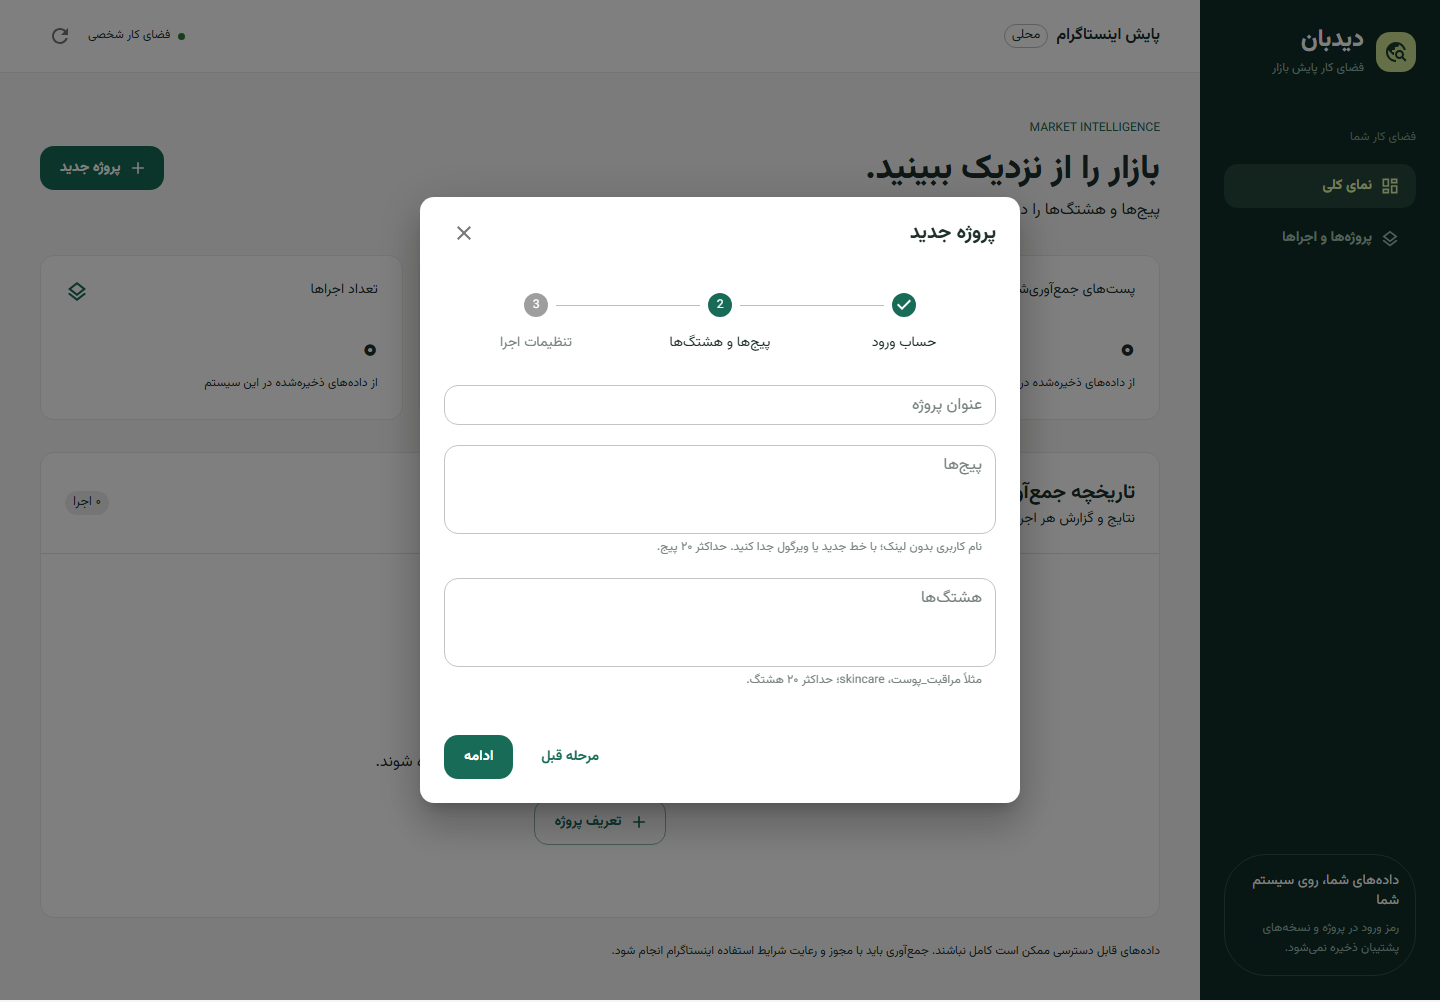 دیدبان
فضای کار پایش بازار
فضای کار شما
نمای کلی
پروژه‌ها و اجراها
داده‌های شما، روی سیستم
شما
رمز ورود در پروژه و نسخه‌های
پشتیبان ذخیره نمی‌شود.
پایش اینستاگرام
محلی
فضای کار شخصی
MARKET INTELLIGENCE
بازار را از نزدیک ببینید.
پیج‌ها و هشتگ‌ها را
پروژه جدید
پست‌های
۰
از داده‌های ذخیره‌شده
تعداد اجراها
۰
از داده‌های ذخیره‌شده در این سیستم
تاریخچه
نتایج و گزارش هر
۰ اجرا
شوند.
تعریف پروژه
داده‌های قابل دسترسی ممکن است کامل نباشند. جمع‌آوری باید با مجوز و رعایت شرایط استفاده اینستاگرام انجام شود.
پروژه جدید
حساب ورود
2
پیج‌ها و هشتگ‌ها
3
تنظیمات اجرا
عنوان پروژه
پیج‌ها
نام کاربری بدون لینک؛ با خط جدید یا ویرگول جدا کنید. حداکثر ۲۰ پیج.
هشتگ‌ها
مثلاً مراقبت_پوست، skincare؛ حداکثر ۲۰ هشتگ.
مرحله قبل
ادامه